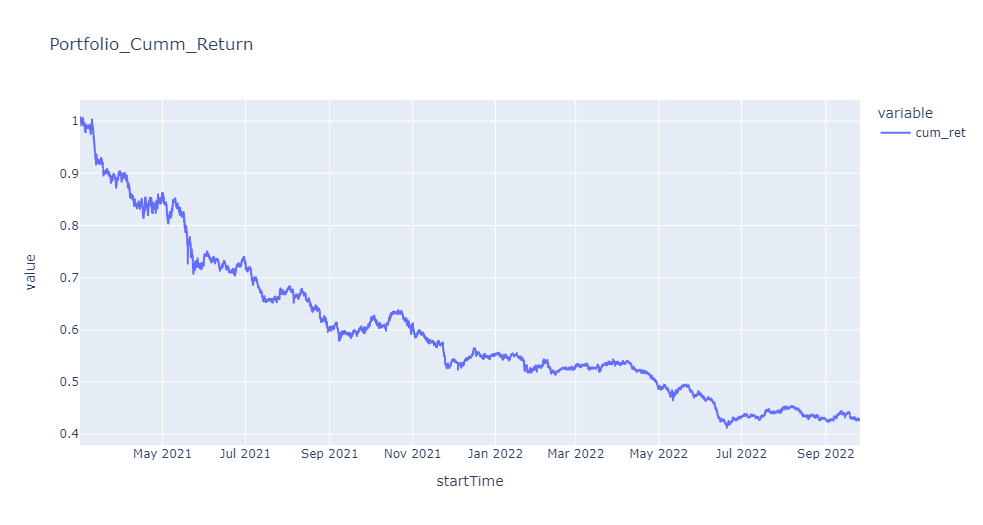 Portfolio_Cumm_Return
variable
cum_ret
value
1
0.9
0.8
0.7
0.6
0.5
0.4
May 2021
Jul 2021
Sep 2021
Nov 2021
Jan 2022
Mar 2022
May 2022
Jul 2022
Sep 2022
startTime